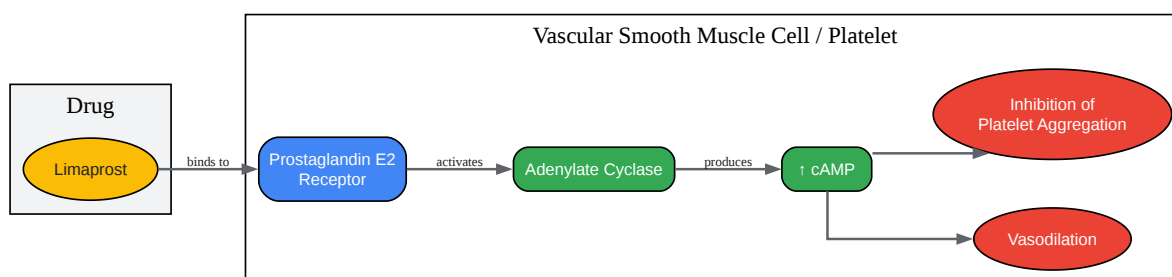 Vascular Smooth Muscle Cell / Platelet
Drug
Limaprost
binds to
Prostaglandin E2
Receptor
activates
Adenylate Cyclase
produces
↑ cAMP
Inhibition of
Platelet Aggregation
Vasodilation